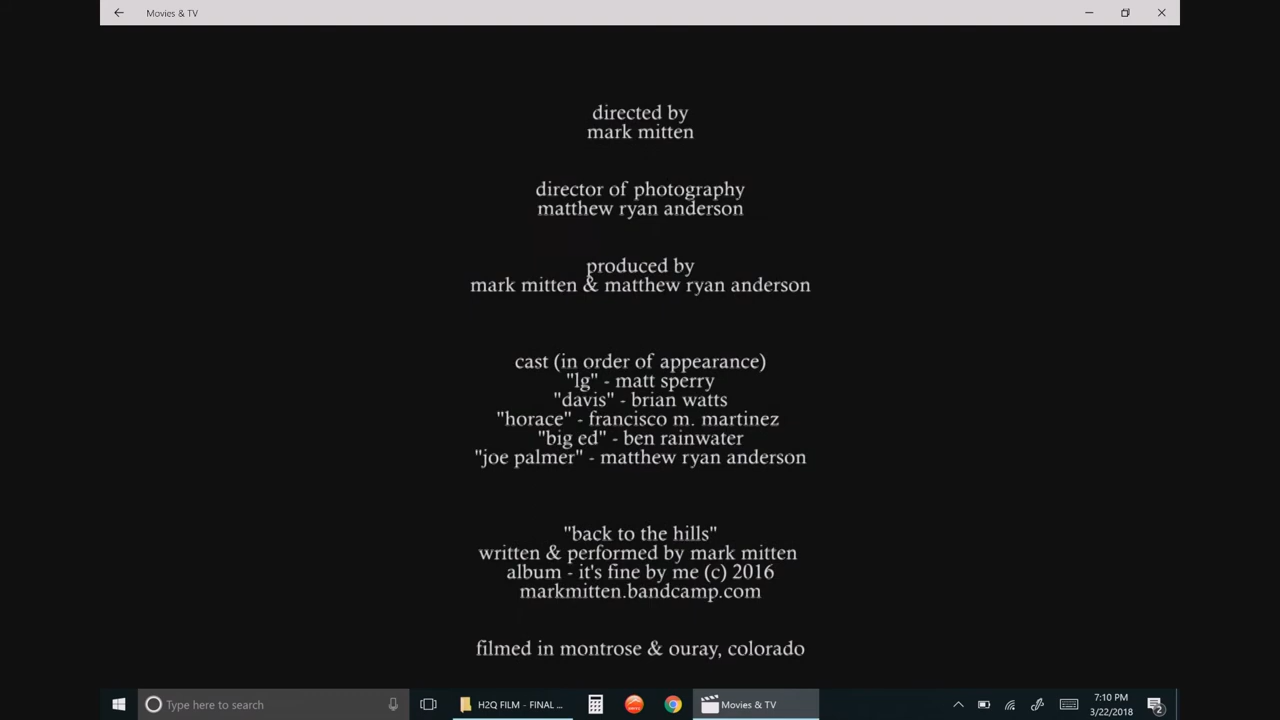 Movies & TV
directed by
mark mitten
director of photography
matthew ryan anderson
produced by
mark mitten & matthew ryan anderson
cast (in order of appearance)
"lg" - matt sperry
"davis" - brian watts
"horace" - francisco m. martinez
"big ed" - ben rainwater
"joe palmer" - matthew ryan anderson
"back to the hills"
written & performed by mark mitten
album - it's fine by me (c) 2016
markmitten.bandcamp.com
filmed in montrose & ouray, colorado
Type here to search
H2Q FILM - FINAL ...
Movies & TV
7:10 PM
3/22/2018
2